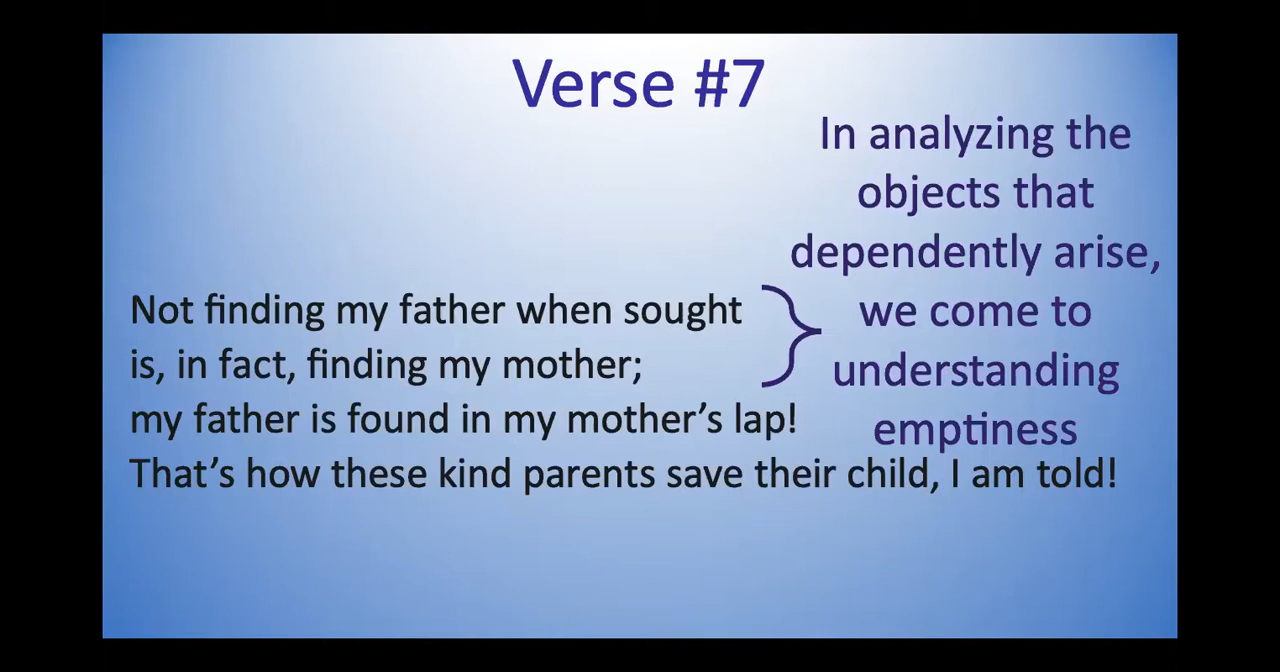 Verse #7
In analyzing the
objects that
dependently arise,
we come to
understanding
emptiness
Not finding my father when sought
is, in fact, finding my mother;
my father is found in my mother’s lap!
That’s how these kind parents save their child, I am told!